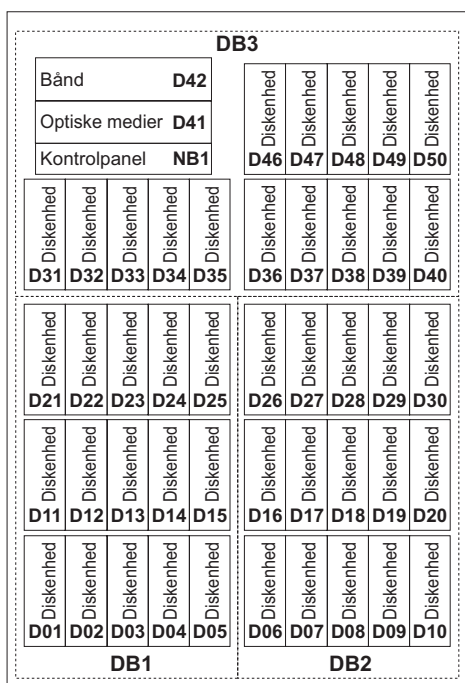 DB3
Bånd D42
Optiske medier D41
Kontrolpanel NB1
Diskenhed Diskenhed Diskenhed Diskenhed Diskenhed
D46 D47 D48 D49 D50
Diskenhed Diskenhed Diskenhed Diskenhed Diskenhed
D31 D32 D33 D34 D35
Diskenhed Diskenhed Diskenhed Diskenhed Diskenhed
D36 D37 D38 D39 D40
Diskenhed Diskenhed Diskenhed Diskenhed Diskenhed
D21 D22 D23 D24 D25
Diskenhed Diskenhed Diskenhed Diskenhed Diskenhed
D26 D27 D28 D29 D30
Diskenhed Diskenhed Diskenhed Diskenhed Diskenhed
D11 D12 D13 D14 D15
Diskenhed Diskenhed Diskenhed Diskenhed Diskenhed
D16 D17 D18 D19 D20
Diskenhed Diskenhed Diskenhed Diskenhed Diskenhed
D01 D02 D03 D04 D05
Diskenhed Diskenhed Diskenhed Diskenhed Diskenhed
D06 D07 D08 D09 D10
DB1
DB2